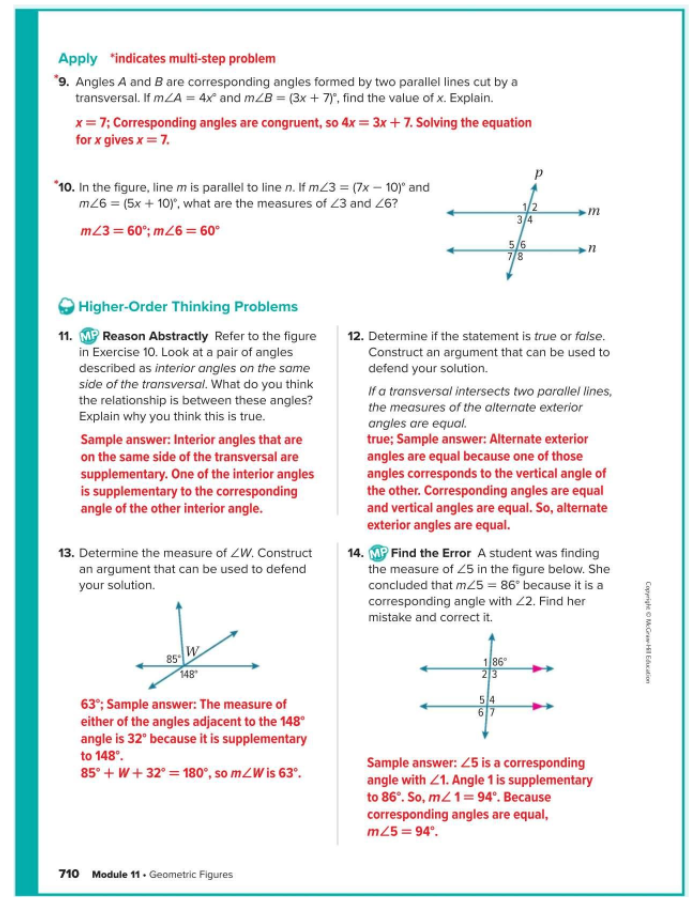 Apply *indicates multi-step problem
*9. Angles A and B are corresponding angles formed by two parallel lines cut by a
transversal. If m∠A = 4x° and m∠B = (3x + 7)°, find the value of x. Explain.
x = 7; Corresponding angles are congruent, so 4x = 3x + 7. Solving the equation
for x gives x = 7.
*10. In the figure, line m is parallel to line n. If m∠3 = (7x − 10)° and
m∠6 = (5x + 10)°, what are the measures of ∠3 and ∠6?
m∠3 = 60°; m∠6 = 60°
p
1 2
m
3 4
5 6
n
7 8
Higher-Order Thinking Problems
11. MP Reason Abstractly Refer to the figure
in Exercise 10. Look at a pair of angles
described as interior angles on the same
side of the transversal. What do you think
the relationship is between these angles?
Explain why you think this is true.
Sample answer: Interior angles that are
on the same side of the transversal are
supplementary. One of the interior angles
is supplementary to the corresponding
angle of the other interior angle.
12. Determine if the statement is true or false.
Construct an argument that can be used to
defend your solution.
If a transversal intersects two parallel lines,
the measures of the alternate exterior
angles are equal.
true; Sample answer: Alternate exterior
angles are equal because one of those
angles corresponds to the vertical angle of
the other. Corresponding angles are equal
and vertical angles are equal. So, alternate
exterior angles are equal.
13. Determine the measure of ∠W. Construct
an argument that can be used to defend
your solution.
W
85°
148°
63°; Sample answer: The measure of
either of the angles adjacent to the 148°
angle is 32° because it is supplementary
to 148°.
85° + W + 32° = 180°, so m∠W is 63°.
14. MP Find the Error A student was finding
the measure of ∠5 in the figure below. She
concluded that m∠5 = 86° because it is a
corresponding angle with ∠2. Find her
mistake and correct it.
1 86°
2 3
5 4
6 7
Sample answer: ∠5 is a corresponding
angle with ∠1. Angle 1 is supplementary
to 86°. So, m∠ 1 = 94°. Because
corresponding angles are equal,
m∠5 = 94°.
Copyright © McGraw-Hill Education
710 Module 11 • Geometric Figures